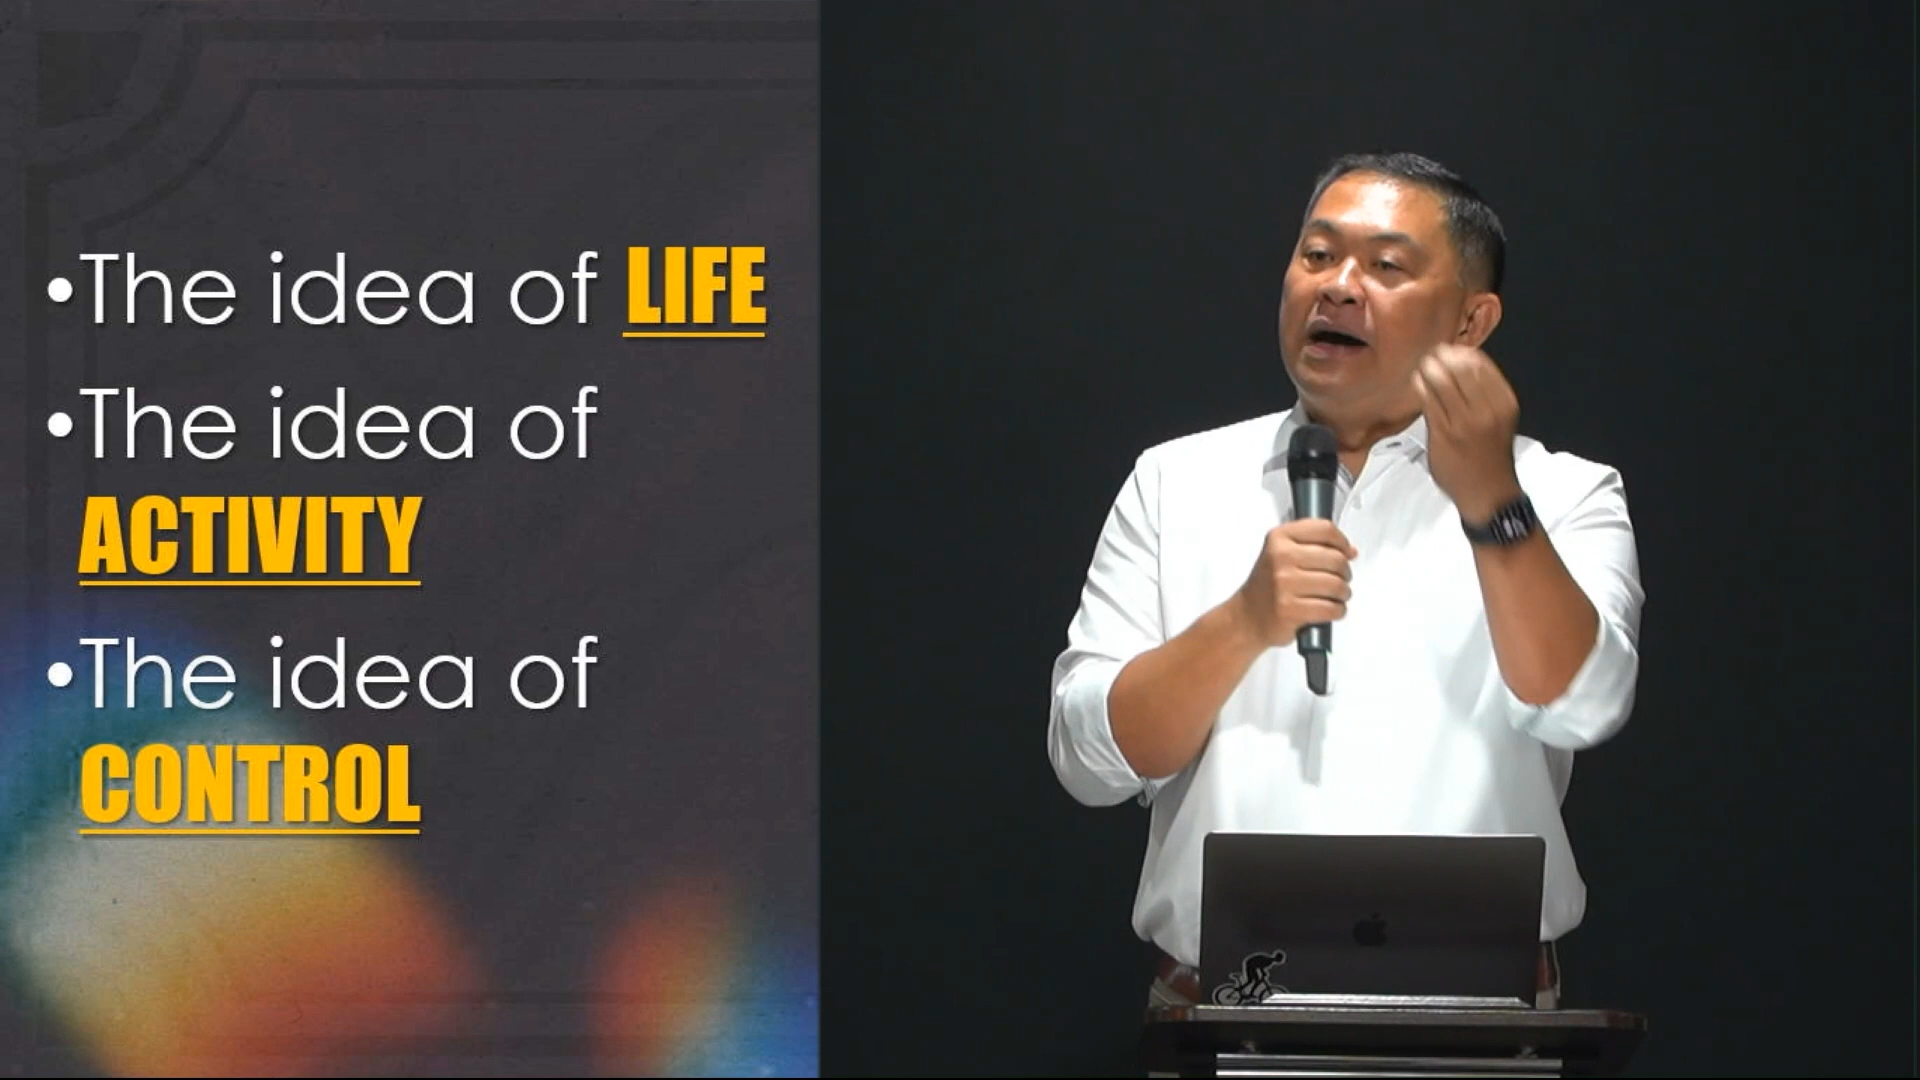 •The idea of LIFE
•The idea of
ACTIVITY
•The idea of
CONTROL